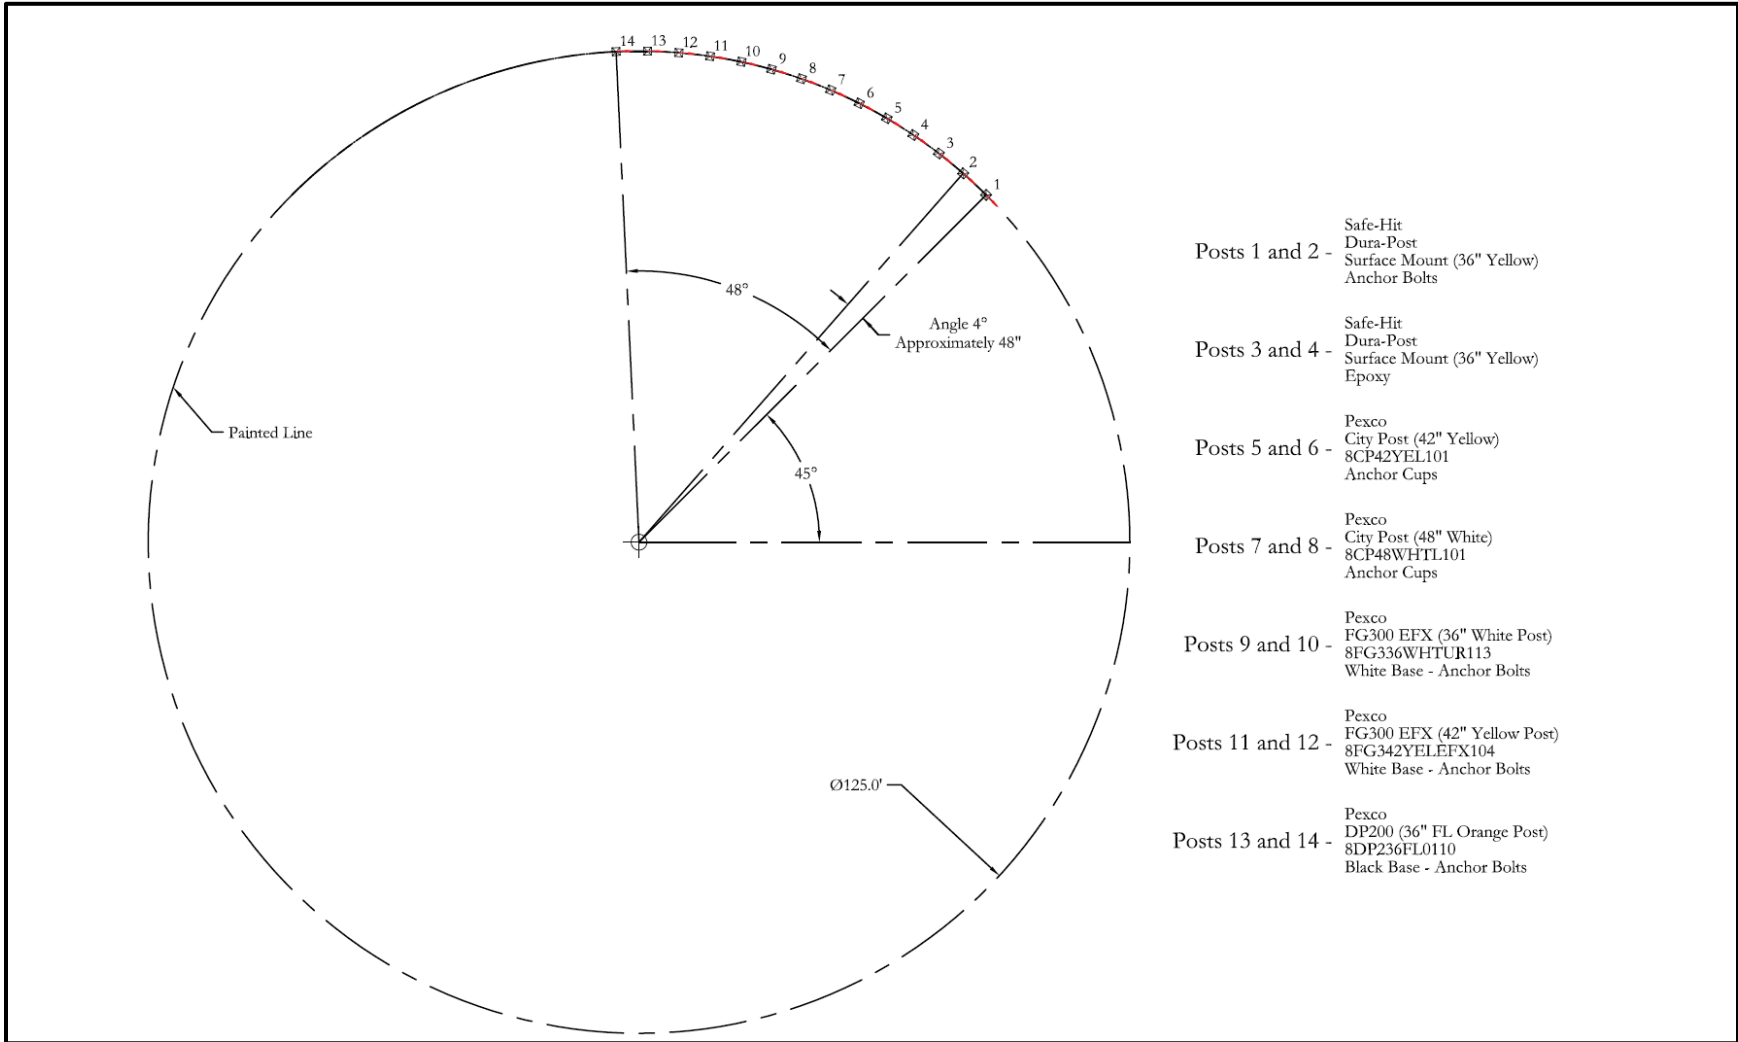 14
13
12
11
10
9
8
7
6
5
4
3
2
1
48°
Angle 4°
Approximately 48"
45°
Painted Line
Ø125.0'
Posts 1 and 2 -
Safe-Hit
Dura-Post
Surface Mount (36" Yellow)
Anchor Bolts
Posts 3 and 4 -
Safe-Hit
Dura-Post
Surface Mount (36" Yellow)
Epoxy
Posts 5 and 6 -
Pexco
City Post (42" Yellow)
8CP42YEL101
Anchor Cups
Posts 7 and 8 -
Pexco
City Post (48" White)
8CP48WHTL101
Anchor Cups
Posts 9 and 10 -
Pexco
FG300 EFX (36" White Post)
8FG336WHTUR113
White Base - Anchor Bolts
Posts 11 and 12 -
Pexco
FG300 EFX (42" Yellow Post)
8FG342YELEFX104
White Base - Anchor Bolts
Posts 13 and 14 -
Pexco
DP200 (36" FL Orange Post)
8DP236FL0110
Black Base - Anchor Bolts